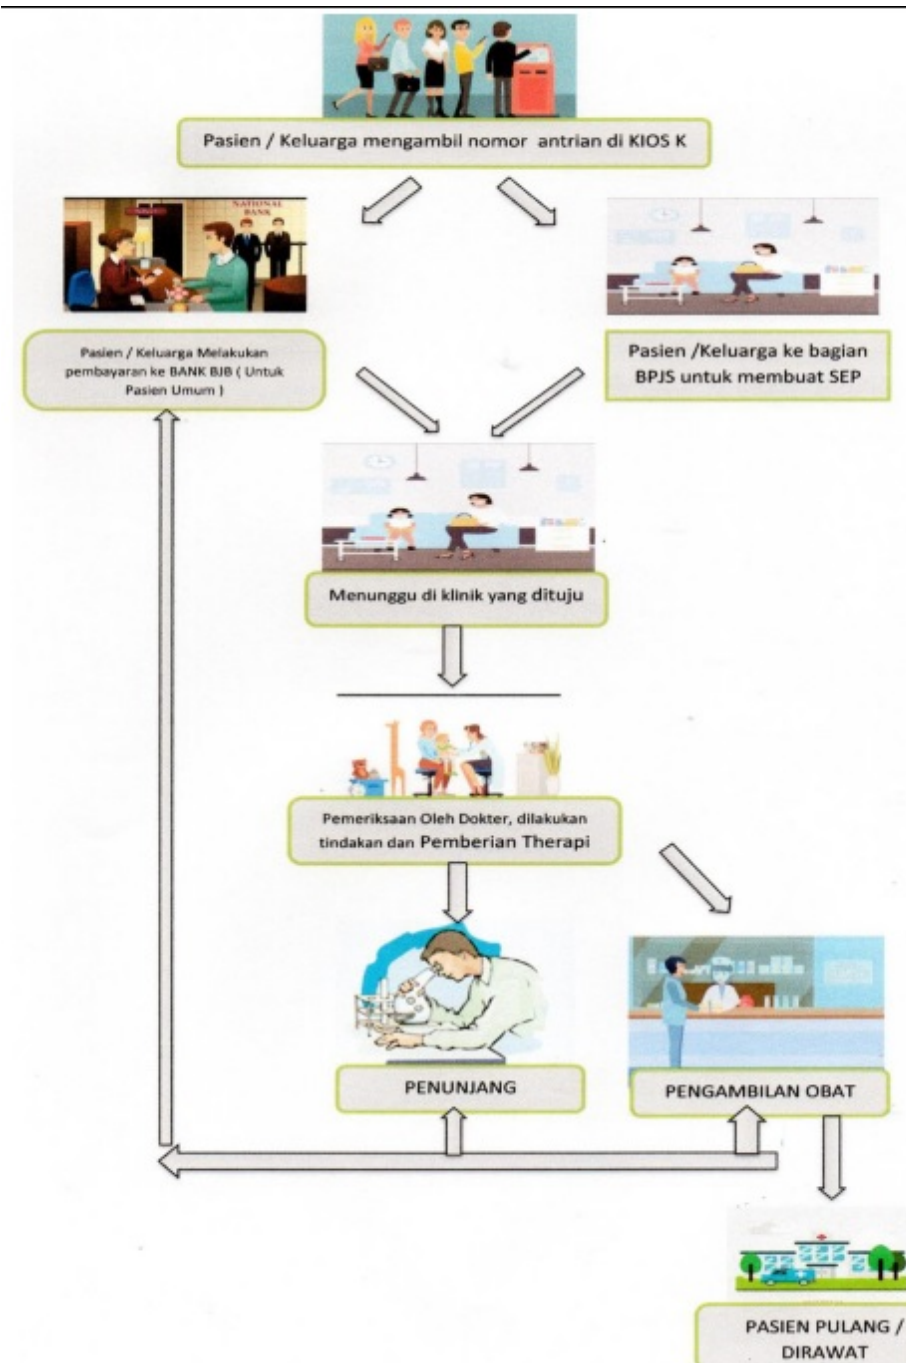 Pasien / Keluarga mengambil nomor antrian di KIOS K
NATIONAL
BANK
Pasien / Keluarga Melakukan
pembayaran ke BANK BJB ( Untuk
Pasien Umum )
Pasien /Keluarga ke bagian
BPJS untuk membuat SEP
Menunggu di klinik yang dituju
Pemeriksaan Oleh Dokter, dilakukan
tindakan dan Pemberian Therapi
PENUNJANG
PENGAMBILAN OBAT
PASIEN PULANG /
DIRAWAT